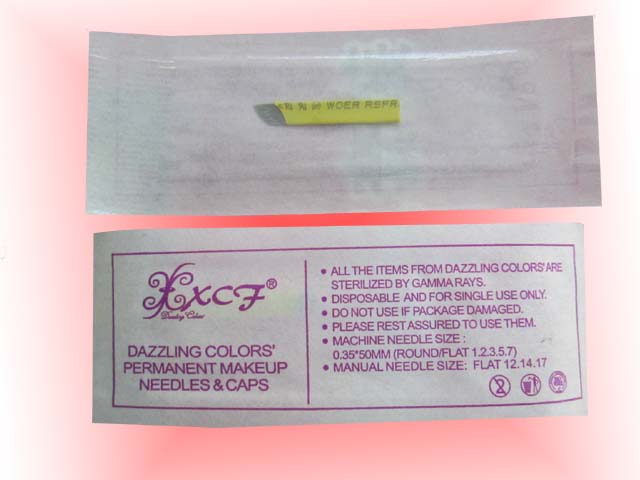 WOER RSFR
XCF®
Dazzling Colors'
DAZZLING COLORS'
PERMANENT MAKEUP
NEEDLES & CAPS
• ALL THE ITEMS FROM DAZZLING COLORS' ARE
STERILIZED BY GAMMA RAYS.
• DISPOSABLE AND FOR SINGLE USE ONLY.
• DO NOT USE IF PACKAGE DAMAGED.
• PLEASE REST ASSURED TO USE THEM.
• MACHINE NEEDLE SIZE :
0.35*50MM (ROUND/FLAT 1.2.3.5.7)
• MANUAL NEEDLE SIZE: FLAT 12.14.17